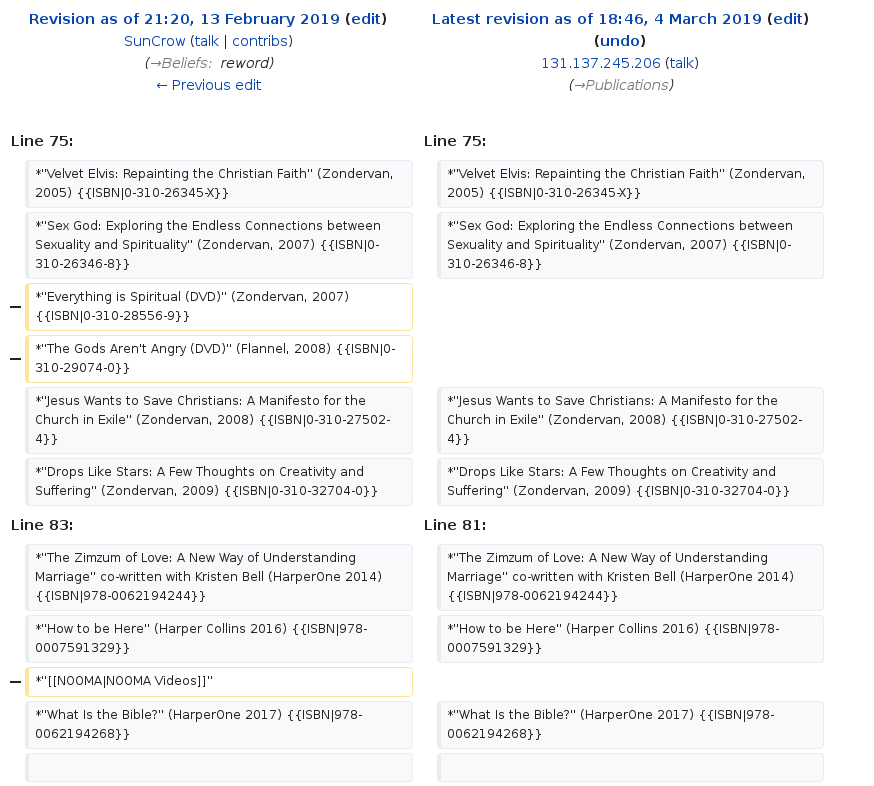 Revision as of 21:20, 13 February 2019 (edit)
SunCrow (talk | contribs)
(→Beliefs: reword)
← Previous edit
Latest revision as of 18:46, 4 March 2019 (edit)
(undo)
131.137.245.206 (talk)
(→Publications)
Line 75:
Line 75:
*''Velvet Elvis: Repainting the Christian Faith'' (Zondervan,
2005) {{ISBN|0-310-26345-X}}
*''Velvet Elvis: Repainting the Christian Faith'' (Zondervan,
2005) {{ISBN|0-310-26345-X}}
*''Sex God: Exploring the Endless Connections between
Sexuality and Spirituality'' (Zondervan, 2007) {{ISBN|0-
310-26346-8}}
*''Sex God: Exploring the Endless Connections between
Sexuality and Spirituality'' (Zondervan, 2007) {{ISBN|0-
310-26346-8}}
− *''Everything is Spiritual (DVD)'' (Zondervan, 2007)
{{ISBN|0-310-28556-9}}
− *''The Gods Aren't Angry (DVD)'' (Flannel, 2008) {{ISBN|0-
310-29074-0}}
*''Jesus Wants to Save Christians: A Manifesto for the
Church in Exile'' (Zondervan, 2008) {{ISBN|0-310-27502-
4}}
*''Jesus Wants to Save Christians: A Manifesto for the
Church in Exile'' (Zondervan, 2008) {{ISBN|0-310-27502-
4}}
*''Drops Like Stars: A Few Thoughts on Creativity and
Suffering'' (Zondervan, 2009) {{ISBN|0-310-32704-0}}
*''Drops Like Stars: A Few Thoughts on Creativity and
Suffering'' (Zondervan, 2009) {{ISBN|0-310-32704-0}}
Line 83:
Line 81:
*''The Zimzum of Love: A New Way of Understanding
Marriage'' co-written with Kristen Bell (HarperOne 2014)
{{ISBN|978-0062194244}}
*''The Zimzum of Love: A New Way of Understanding
Marriage'' co-written with Kristen Bell (HarperOne 2014)
{{ISBN|978-0062194244}}
*''How to be Here'' (Harper Collins 2016) {{ISBN|978-
0007591329}}
*''How to be Here'' (Harper Collins 2016) {{ISBN|978-
0007591329}}
− *''[[NOOMA|NOOMA Videos]]''
*''What Is the Bible?'' (HarperOne 2017) {{ISBN|978-
0062194268}}
*''What Is the Bible?'' (HarperOne 2017) {{ISBN|978-
0062194268}}